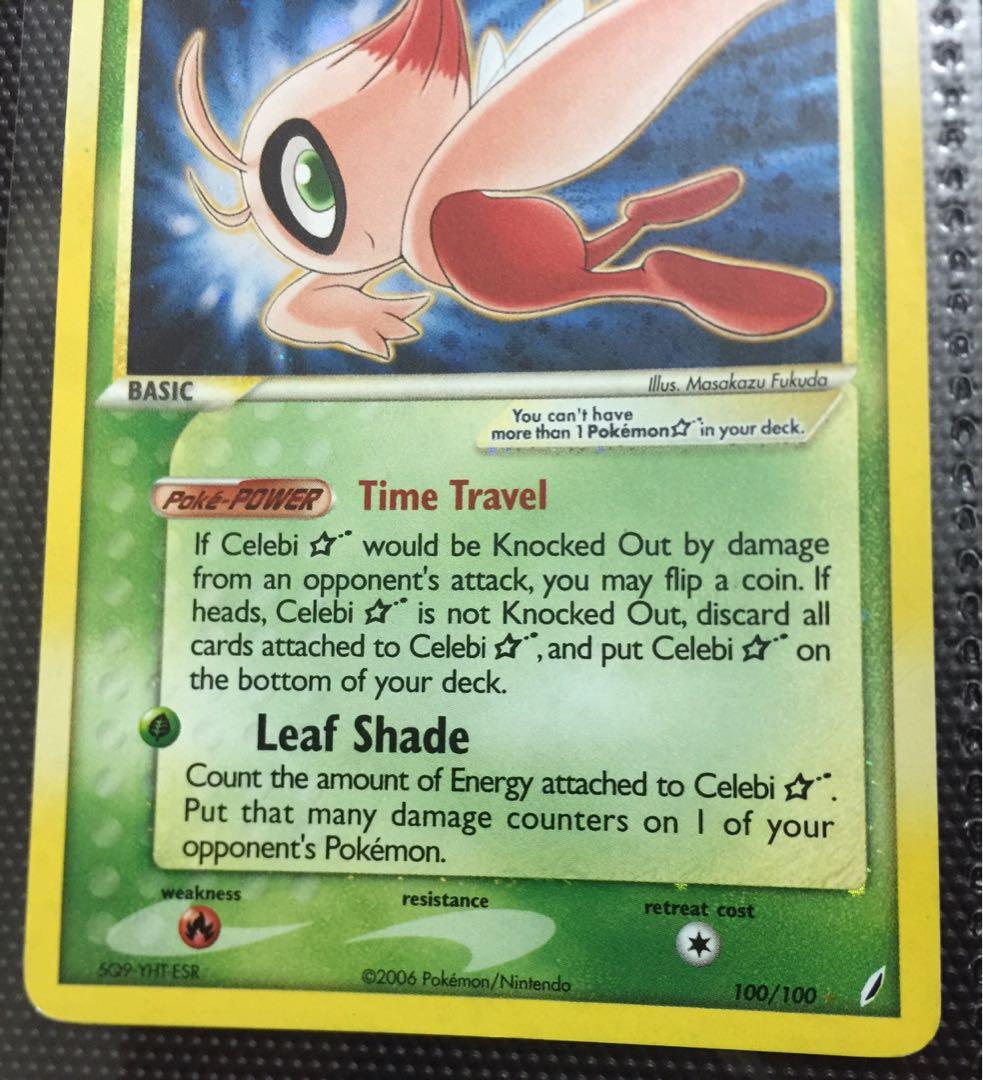 BASIC
Illus. Masakazu Fukuda
You can't have
more than 1 Pokémon☆ in your deck.
Poké-POWER Time Travel
If Celebi ☆ would be Knocked Out by damage
from an opponent's attack, you may flip a coin. If
heads, Celebi ☆ is not Knocked Out, discard all
cards attached to Celebi ☆, and put Celebi ☆ on
the bottom of your deck.
Leaf Shade
Count the amount of Energy attached to Celebi ☆.
Put that many damage counters on 1 of your
opponent's Pokémon.
weakness resistance retreat cost
5Q9-YHT-ESR ©2006 Pokémon/Nintendo 100/100